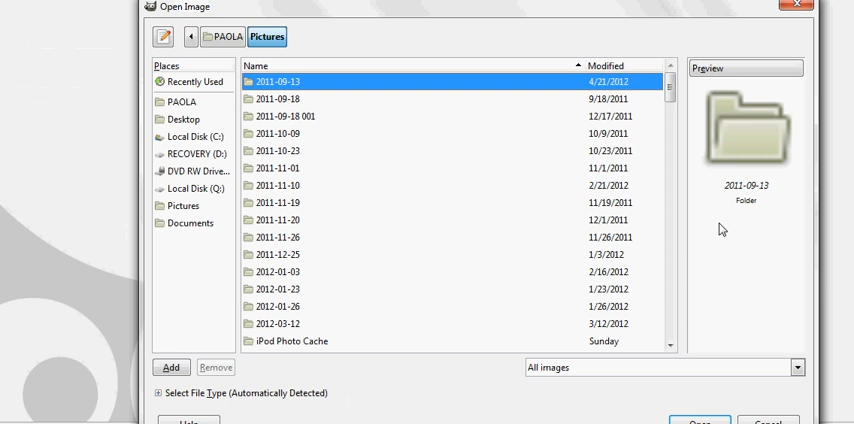 Open Image
PAOLA Pictures
Places
Recently Used
PAOLA
Desktop
Local Disk (C:)
RECOVERY (D:)
DVD RW Drive...
Local Disk (Q:)
Pictures
Documents
Name Modified
2011-09-13 4/21/2012
2011-09-18 9/18/2011
2011-09-18 001 12/17/2011
2011-10-09 10/9/2011
2011-10-23 10/23/2011
2011-11-01 11/1/2011
2011-11-10 2/21/2012
2011-11-19 11/19/2011
2011-11-20 12/1/2011
2011-11-26 11/26/2011
2011-12-25 1/3/2012
2012-01-03 2/16/2012
2012-01-23 1/23/2012
2012-01-26 1/26/2012
2012-03-12 3/12/2012
iPod Photo Cache Sunday
Preview
2011-09-13
Folder
Add Remove
All images
Select File Type (Automatically Detected)
Help Open Cancel